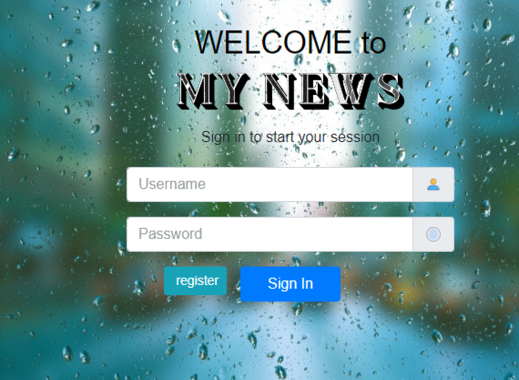 WELCOME to
MY NEWS
Sign in to start your session
Username
Password
register
Sign In